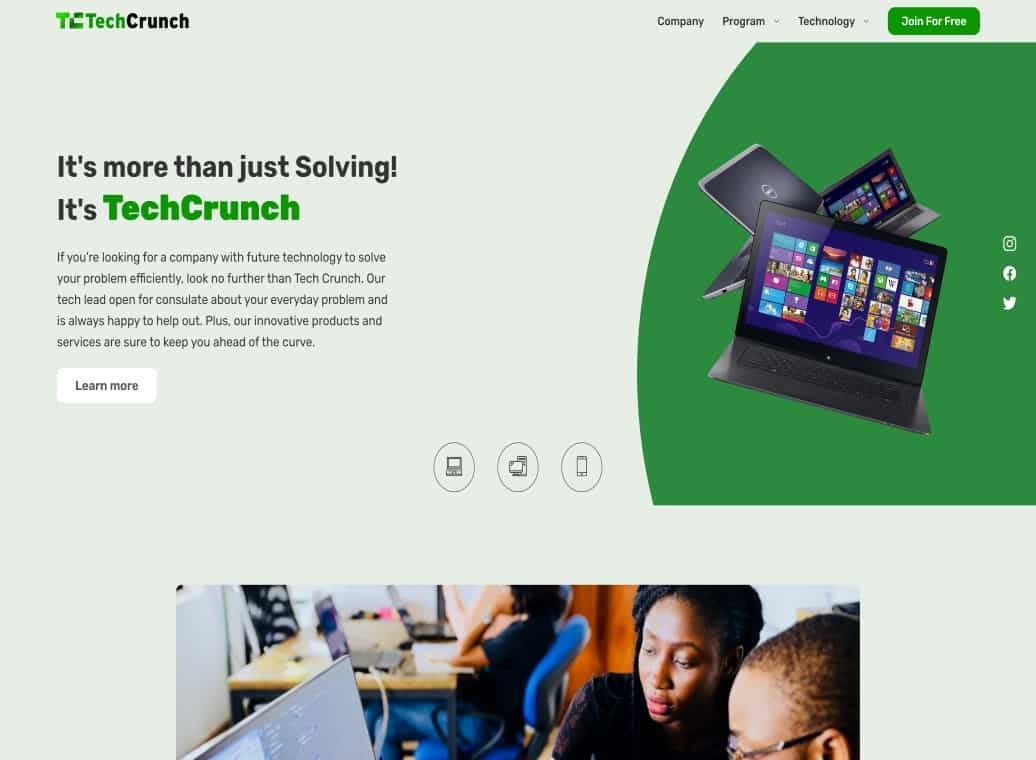 TechCrunch
Company Program Technology Join For Free
It's more than just Solving!
It's TechCrunch
If you're looking for a company with future technology to solve
your problem efficiently, look no further than Tech Crunch. Our
tech lead open for consulate about your everyday problem and
is always happy to help out. Plus, our innovative products and
services are sure to keep you ahead of the curve.
Learn more